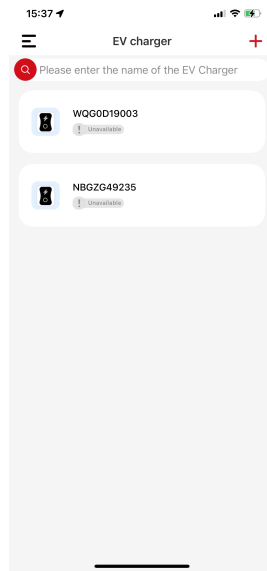 15:37
EV charger
Please enter the name of the EV Charger
WQG0D19003
Unavailable
NBGZG49235
Unavailable